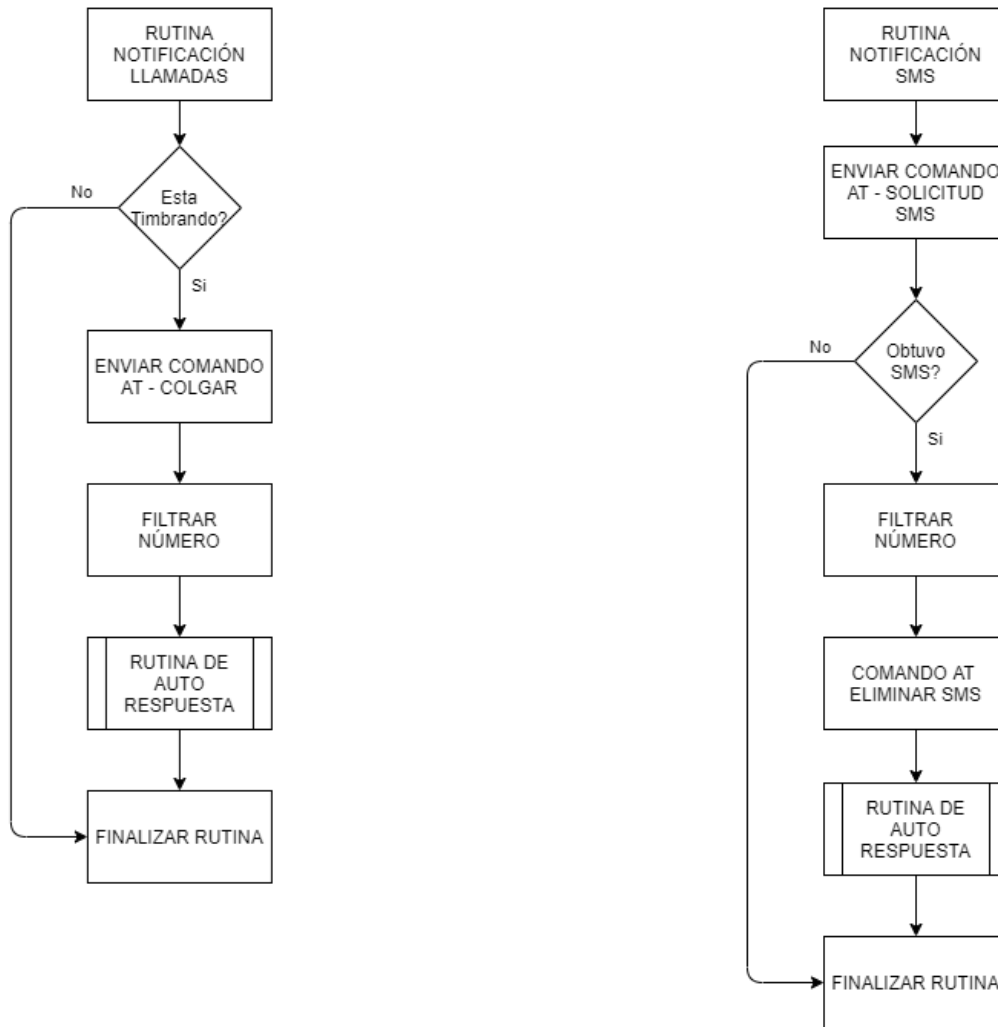 RUTINA
NOTIFICACIÓN
LLAMADAS
Esta
Timbrando?
No
Si
ENVIAR COMANDO
AT - COLGAR
FILTRAR
NÚMERO
RUTINA DE
AUTO
RESPUESTA
FINALIZAR RUTINA
RUTINA
NOTIFICACIÓN
SMS
ENVIAR COMANDO
AT - SOLICITUD
SMS
Obtuvo
SMS?
No
Si
FILTRAR
NÚMERO
COMANDO AT
ELIMINAR SMS
RUTINA DE
AUTO
RESPUESTA
FINALIZAR RUTINA